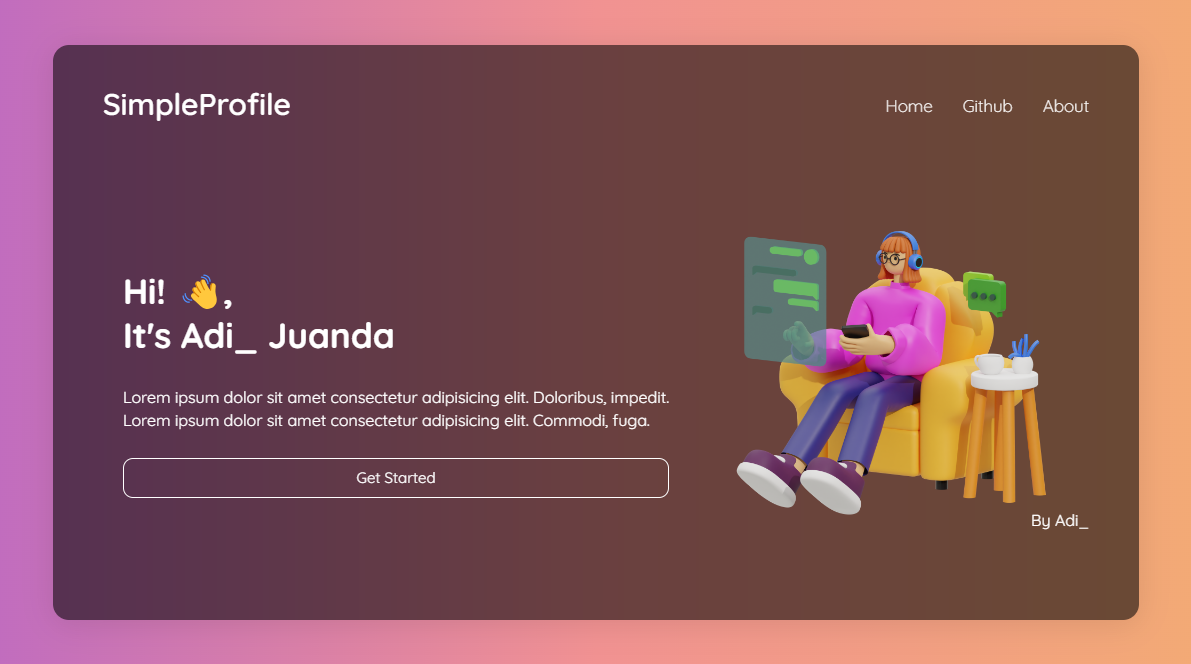 SimpleProfile
Home Github About
Hi! 👋,
It's Adi_ Juanda
Lorem ipsum dolor sit amet consectetur adipisicing elit. Doloribus, impedit.
Lorem ipsum dolor sit amet consectetur adipisicing elit. Commodi, fuga.
Get Started
By Adi_